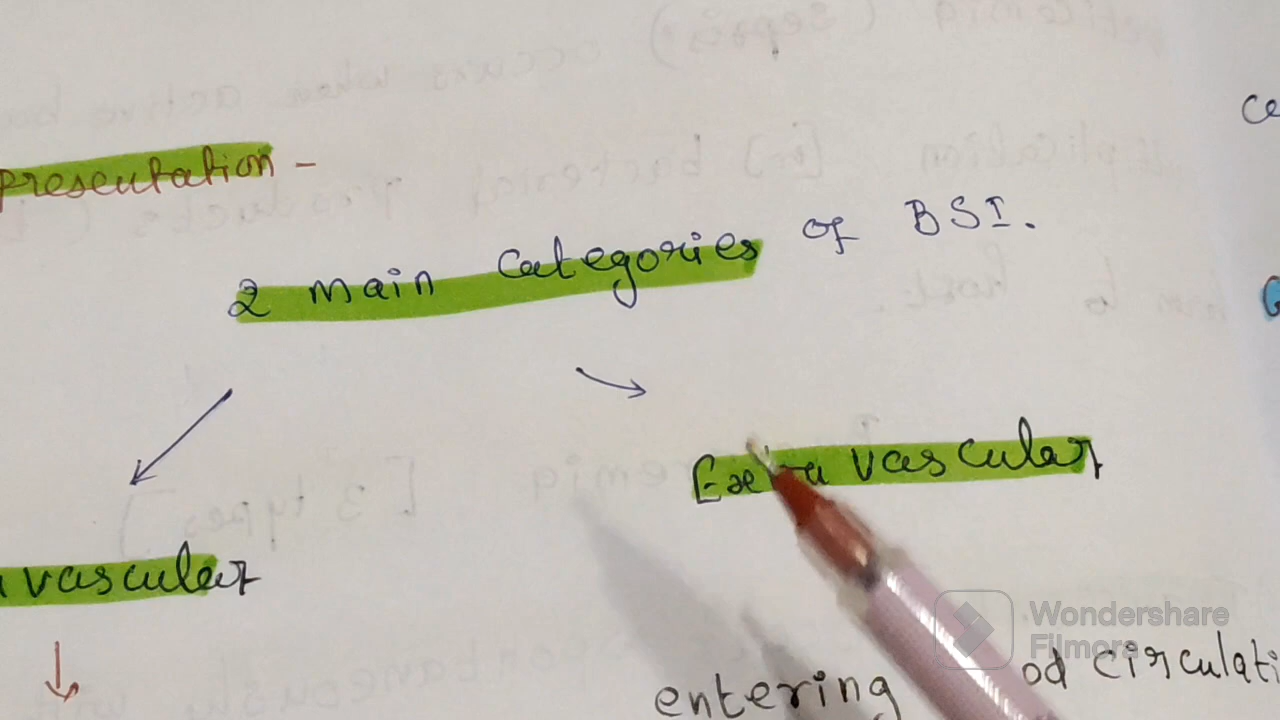 presentation -
2 main categories of BSI.
Extra vascular
vascular
entering od circulati
Wondershare
Filmora